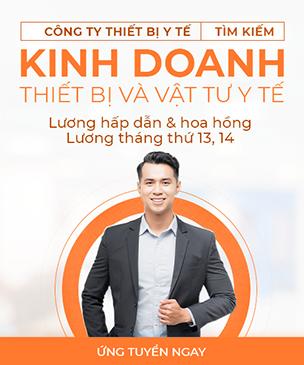 CÔNG TY THIẾT BỊ Y TẾ TÌM KIẾM
KINH DOANH
THIẾT BỊ VÀ VẬT TƯ Y TẾ
Lương hấp dẫn & hoa hồng
Lương tháng thứ 13, 14
ỨNG TUYỂN NGAY